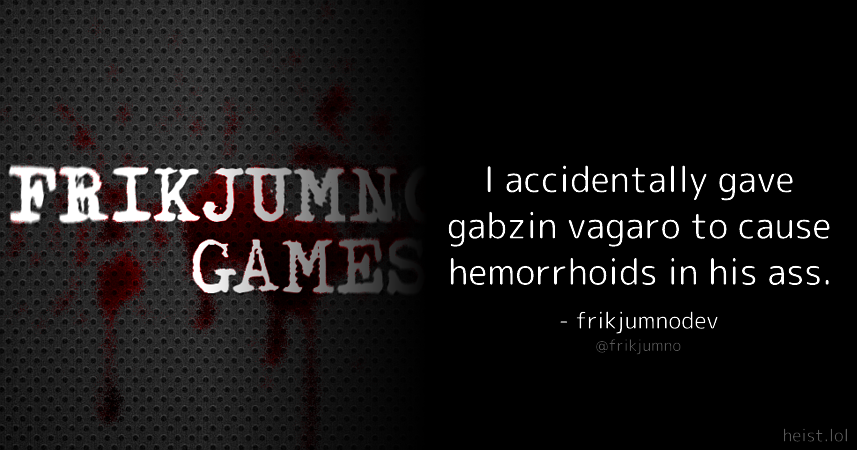 FRIKJUMNO
GAMES
I accidentally gave
gabzin vagaro to cause
hemorrhoids in his ass.
- frikjumnodev
@frikjumno
heist.lol